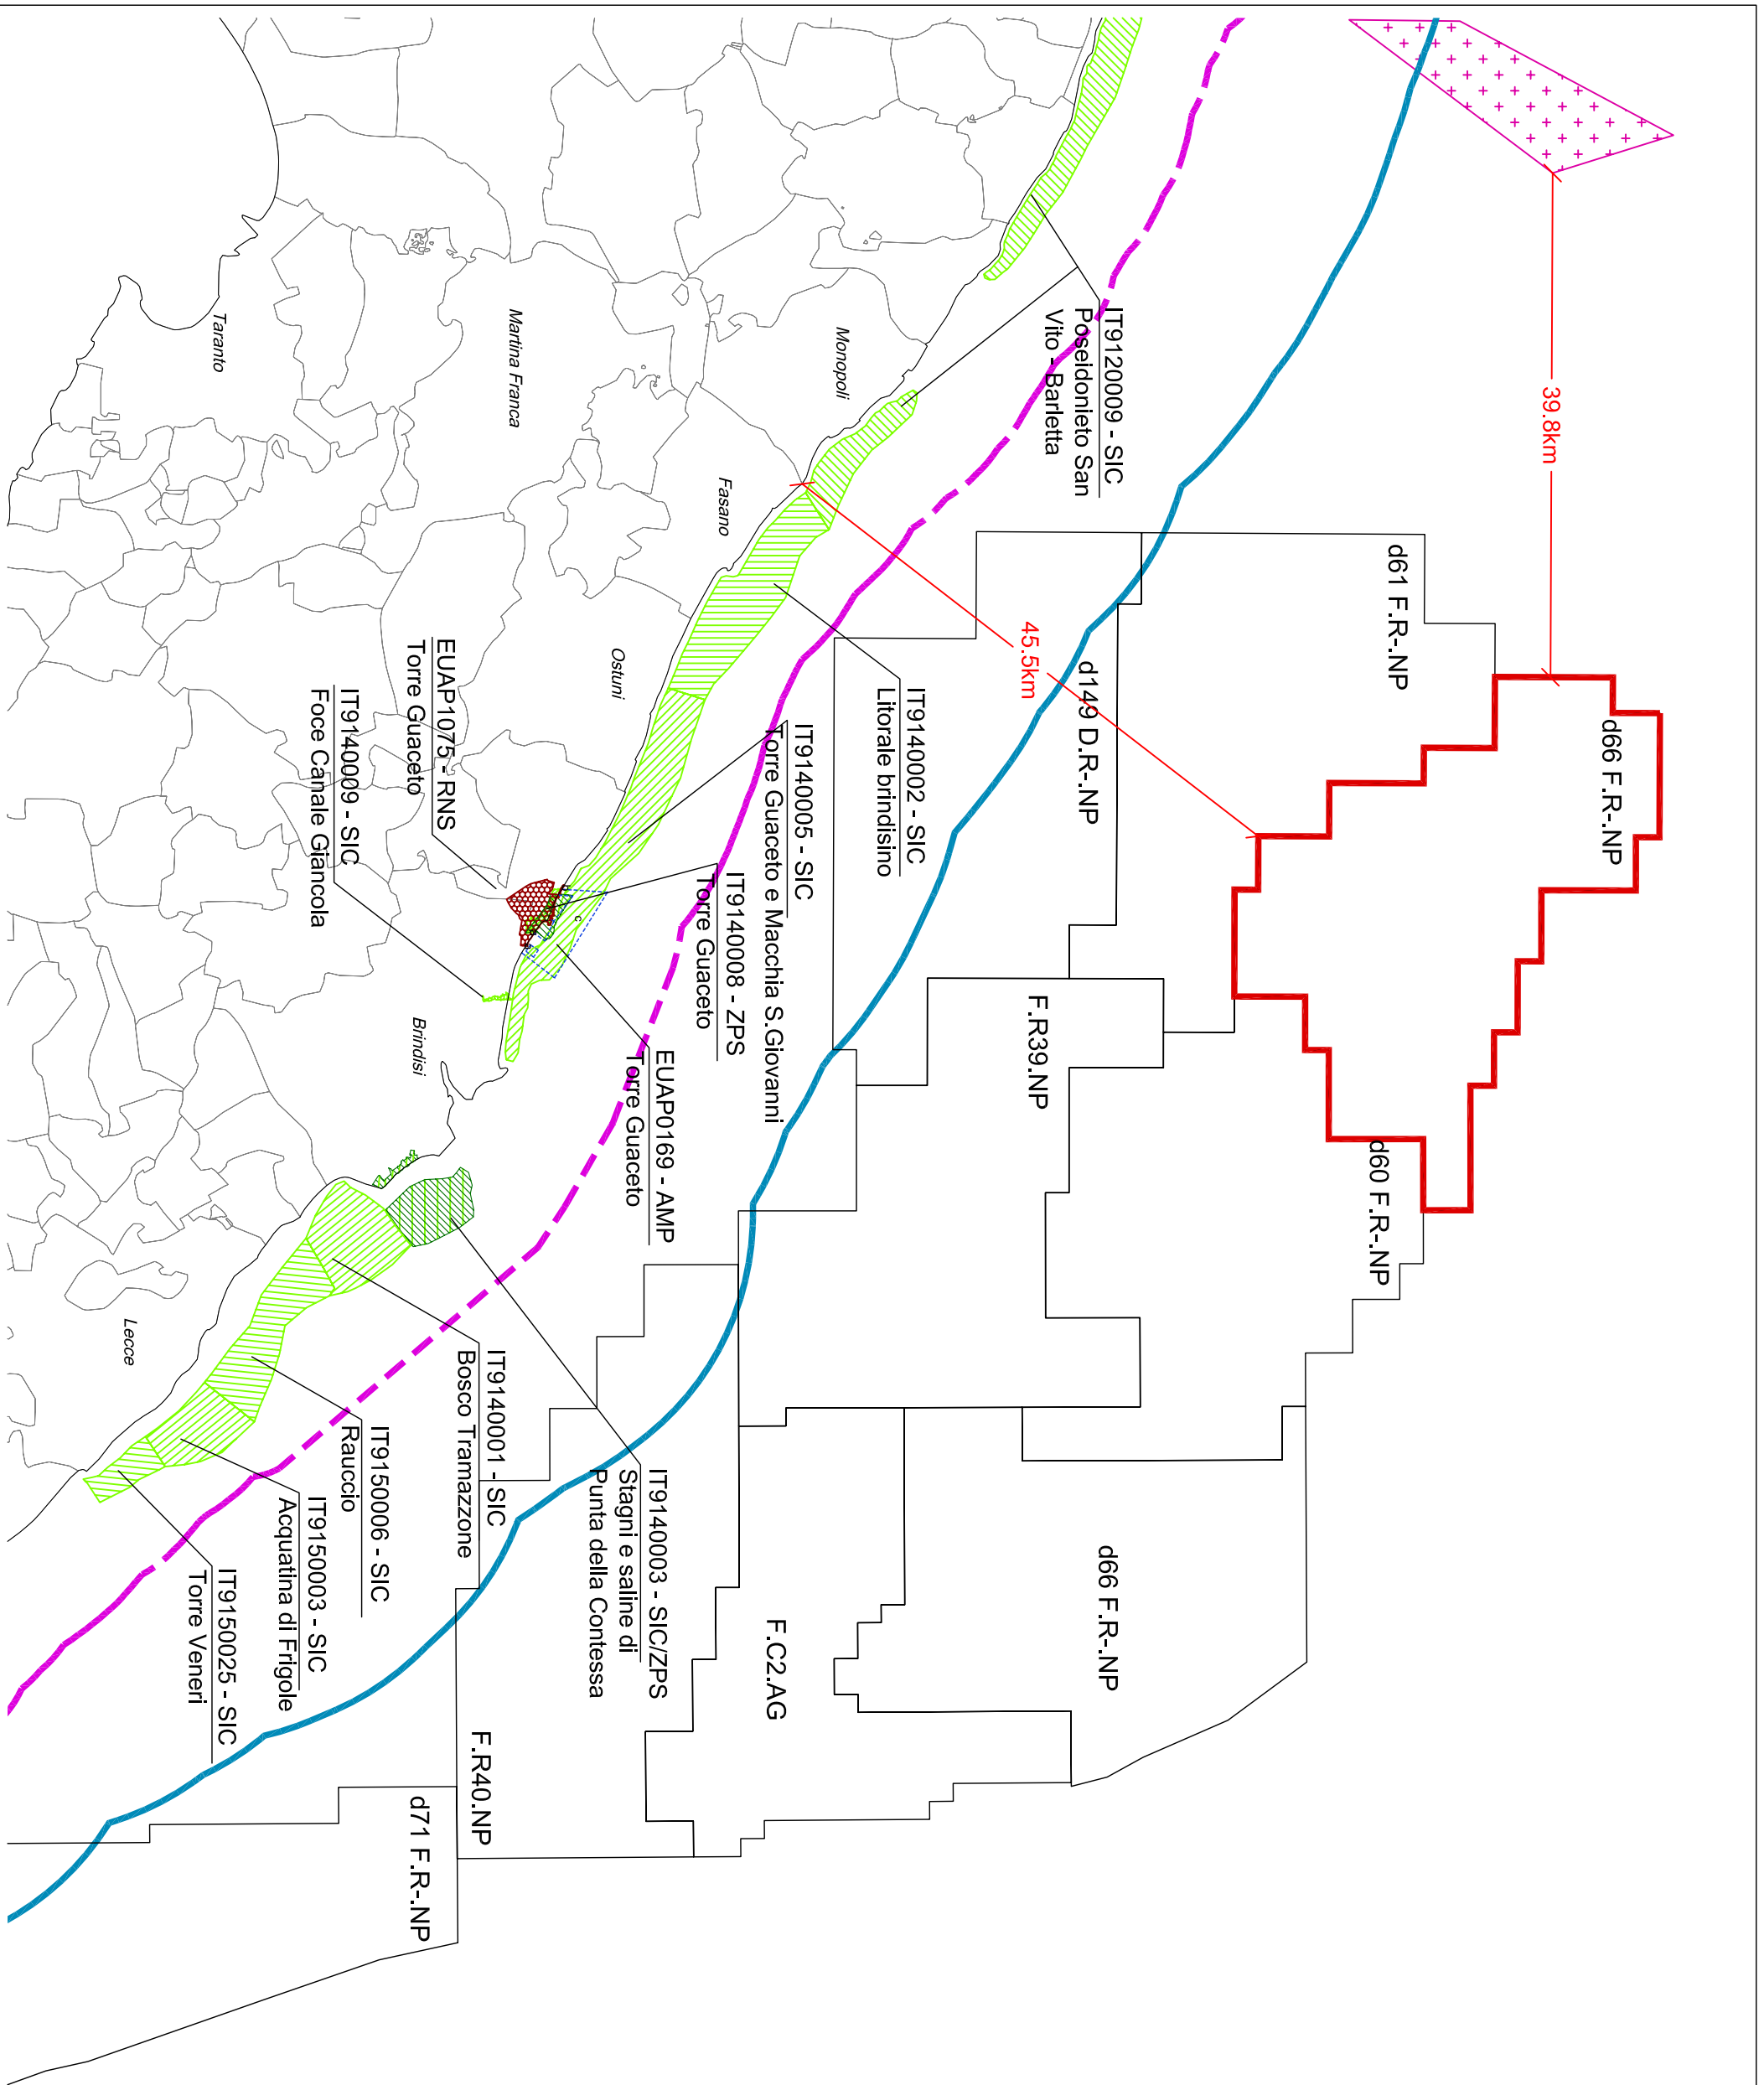 39.8km
d61 F.R-.NP
d66 F.R-.NP
IT9120009 - SIC
Poseidonieto San
Vito - Barletta
45.5km
d149 D.R-.NP
d60 F.R-.NP
F.R39.NP
Monopoli
Martina Franca
Taranto
Fasano
Ostuni
IT9140002 - SIC
Litorale brindisino
IT9140005 - SIC
Torre Guaceto e Macchia S.Giovanni
IT9140008 - ZPS
Torre Guaceto
EUAP1075 - RNS
Torre Guaceto
IT9140009 - SIC
Foce Canale Giancola
c
EUAP0169 - AMP
Torre Guaceto
Brindisi
Lecce
IT9140003 - SIC/ZPS
Stagni e saline di
Punta della Contessa
IT9140001 - SIC
Bosco Tramazzone
IT9150006 - SIC
Rauccio
IT9150003 - SIC
Acquatina di Frigole
IT9150025 - SIC
Torre Veneri
d66 F.R-.NP
F.C2.AG
F.R40.NP
d71 F.R-.NP